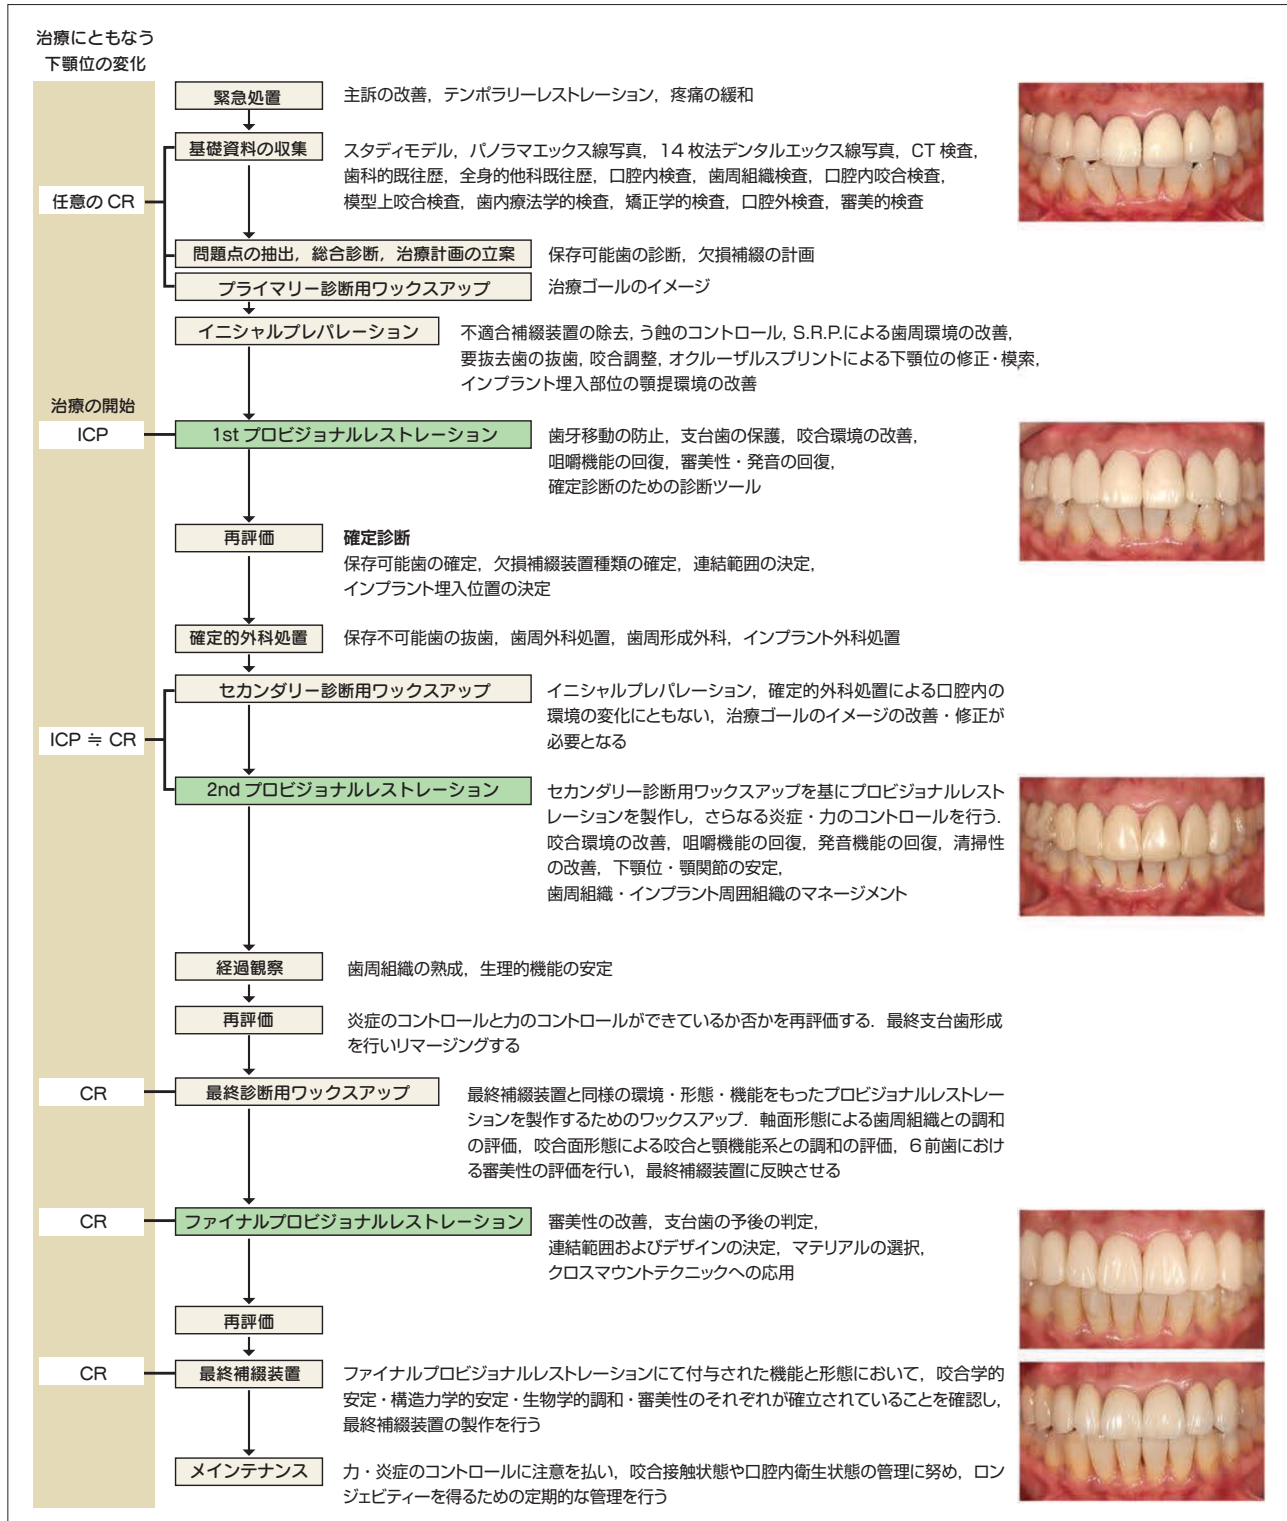 治療にともなう
下顎位の変化
緊急処置
主訴の改善，テンポラリーレストレーション，疼痛の緩和
基礎資料の収集
スタディモデル，パノラマエックス線写真，14 枚法デンタルエックス線写真，CT 検査，
歯科的既往歴，全身的他科既往歴，口腔内検査，歯周組織検査，口腔内咬合検査，
模型上咬合検査，歯内療法学的検査，矯正学的検査，口腔外検査，審美的検査
任意の CR
問題点の抽出，総合診断，治療計画の立案
保存可能歯の診断，欠損補綴の計画
プライマリー診断用ワックスアップ
治療ゴールのイメージ
イニシャルプレパレーション
不適合補綴装置の除去，う蝕のコントロール，S.R.P.による歯周環境の改善，
要抜去歯の抜歯，咬合調整，オクルーザルスプリントによる下顎位の修正・模索，
インプラント埋入部位の顎提環境の改善
治療の開始
ICP
1st プロビジョナルレストレーション
歯牙移動の防止，支台歯の保護，咬合環境の改善，
咀嚼機能の回復，審美性・発音の回復，
確定診断のための診断ツール
再評価
確定診断
保存可能歯の確定，欠損補綴装置種類の確定，連結範囲の決定，
インプラント埋入位置の決定
確定的外科処置
保存不可能歯の抜歯，歯周外科処置，歯周形成外科，インプラント外科処置
セカンダリー診断用ワックスアップ
イニシャルプレパレーション，確定的外科処置による口腔内の
環境の変化にともない，治療ゴールのイメージの改善・修正が
必要となる
ICP ≒ CR
2nd プロビジョナルレストレーション
セカンダリー診断用ワックスアップを基にプロビジョナルレスト
レーションを製作し，さらなる炎症・力のコントロールを行う．
咬合環境の改善，咀嚼機能の回復，発音機能の回復，清掃性
の改善，下顎位・顎関節の安定，
歯周組織・インプラント周囲組織のマネージメント
経過観察
歯周組織の熟成，生理的機能の安定
再評価
炎症のコントロールと力のコントロールができているか否かを再評価する．最終支台歯形成
を行いリマージングする
CR
最終診断用ワックスアップ
最終補綴装置と同様の環境・形態・機能をもったプロビジョナルレストレー
ションを製作するためのワックスアップ．軸面形態による歯周組織との調和
の評価，咬合面形態による咬合と顎機能系との調和の評価，6 前歯におけ
る審美性の評価を行い，最終補綴装置に反映させる
CR
ファイナルプロビジョナルレストレーション
審美性の改善，支台歯の予後の判定，
連結範囲およびデザインの決定，マテリアルの選択，
クロスマウントテクニックへの応用
再評価
CR
最終補綴装置
ファイナルプロビジョナルレストレーションにて付与された機能と形態において，咬合学的
安定・構造力学的安定・生物学的調和・審美性のそれぞれが確立されていることを確認し，
最終補綴装置の製作を行う
メインテナンス
力・炎症のコントロールに注意を払い，咬合接触状態や口腔内衛生状態の管理に努め，ロン
ジェビティーを得るための定期的な管理を行う